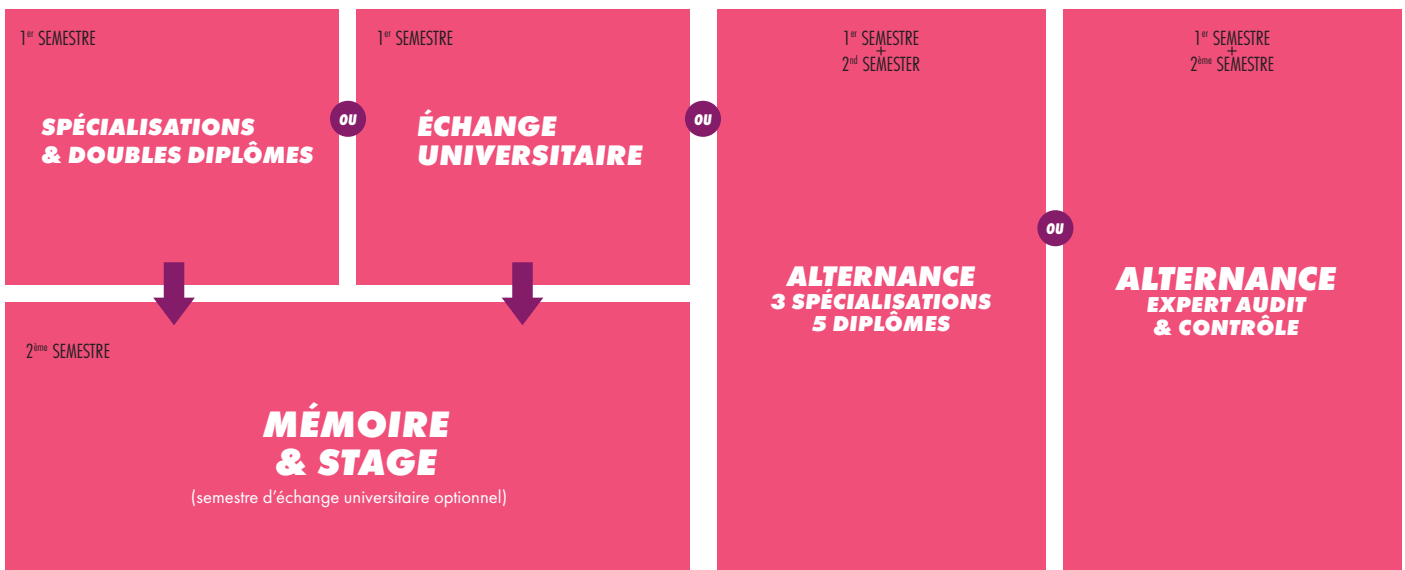 1er SEMESTRE
SPÉCIALISATIONS
& DOUBLES DIPLÔMES
OU
1er SEMESTRE
ÉCHANGE
UNIVERSITAIRE
OU
1er SEMESTRE
+
2nd SEMESTER
ALTERNANCE
3 SPÉCIALISATIONS
5 DIPLÔMES
OU
1er SEMESTRE
+
2ème SEMESTRE
ALTERNANCE
EXPERT AUDIT
& CONTRÔLE
2ème SEMESTRE
MÉMOIRE
& STAGE
(semestre d'échange universitaire optionnel)